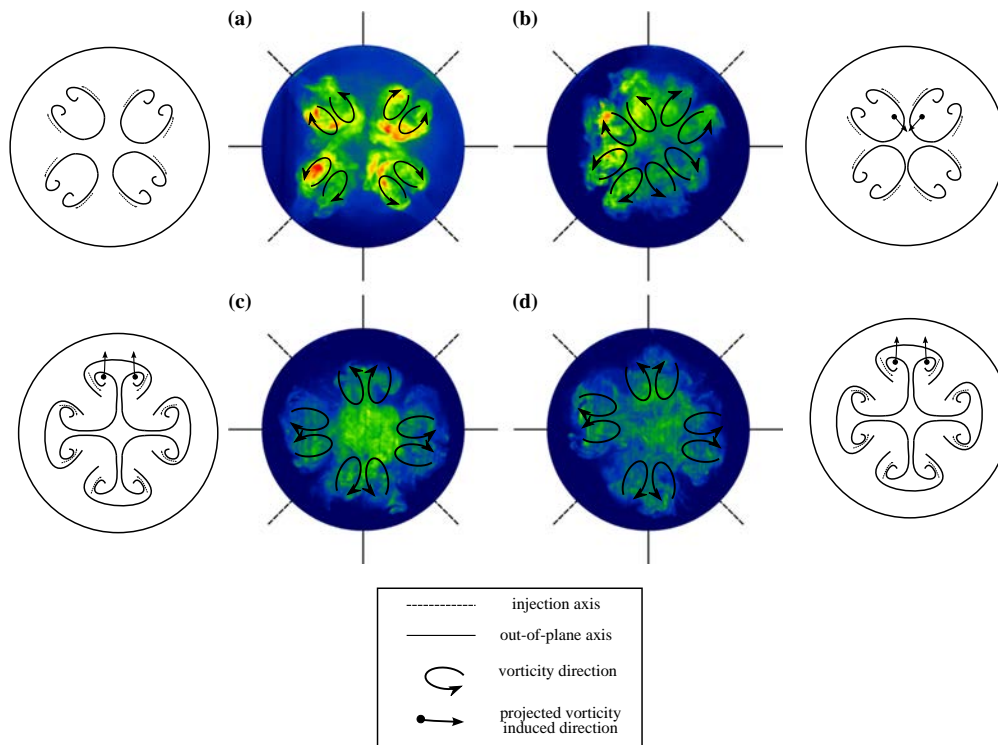 (a)
(b)
(c)
(d)
injection axis
out-of-plane axis
vorticity direction
projected vorticity
induced direction